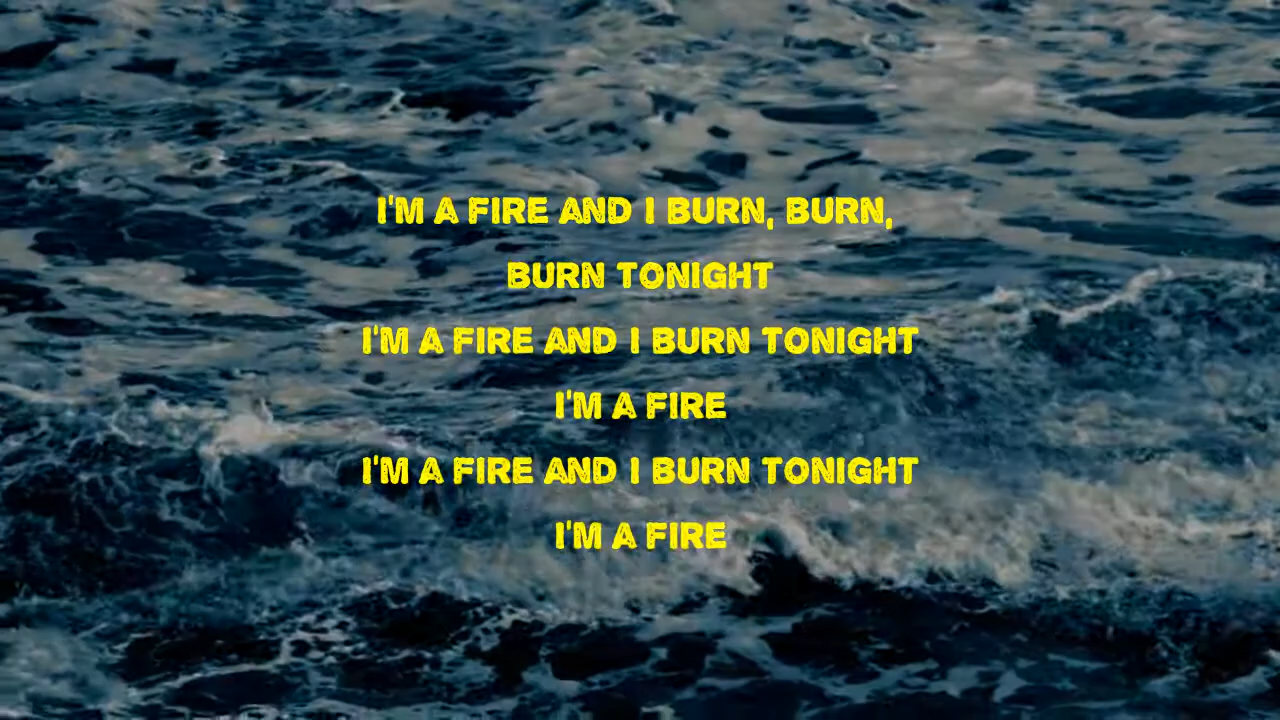 I'M A FIRE AND I BURN, BURN,
BURN TONIGHT
I'M A FIRE AND I BURN TONIGHT
I'M A FIRE
I'M A FIRE AND I BURN TONIGHT
I'M A FIRE